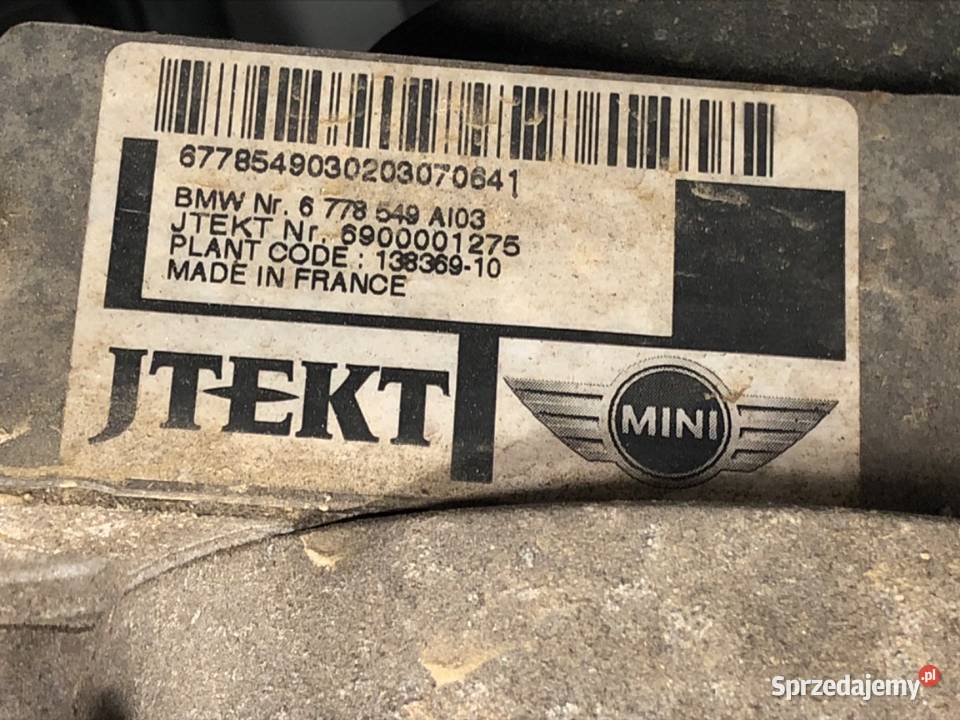 6778549030203070641
BMW Nr. 6 778 549 AI03
JTEKT Nr. 6900001275
PLANT CODE : 138369-10
MADE IN FRANCE
JTEKT
MINI
Sprzedajemy.pl